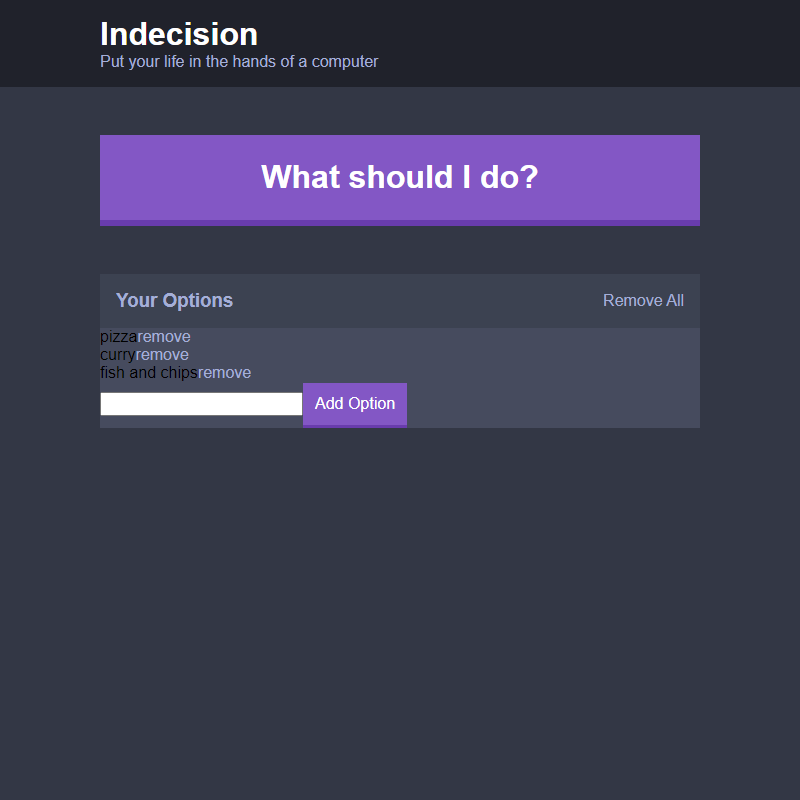 Indecision
Put your life in the hands of a computer
What should I do?
Your Options Remove All
pizzaremove
curryremove
fish and chipsremove
Add Option